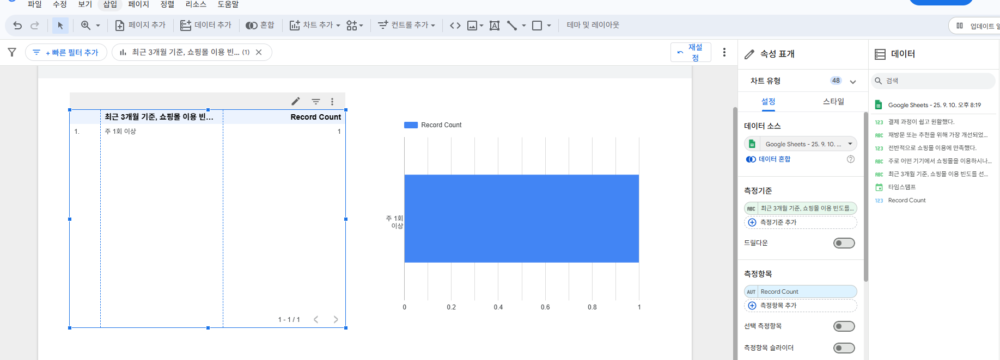 파일 수정 보기 삽입 페이지 정렬 리소스 도움말
페이지 추가 데이터 추가 혼합 차트 추가 컨트롤 추가 테마 및 레이아웃
+ 빠른 필터 추가 최근 3개월 기준, 쇼핑몰 이용 빈... (1)
재설
정
최근 3개월 기준, 쇼핑몰 이용 빈... Record Count
1. 주 1회 이상 1
1 - 1 / 1
Record Count
주 1회
이상
0 0.2 0.4 0.6 0.8 1
속성 표개
차트 유형 48
설정 스타일
데이터 소스
Google Sheets - 25. 9. 10. ...
데이터 혼합
측정기준
ABC 최근 3개월 기준, 쇼핑몰 이용 빈도를...
측정기준 추가
드릴다운
측정항목
AUT Record Count
측정항목 추가
선택 측정항목
측정항목 슬라이더
업데이트
데이터
검색
Google Sheets - 25. 9. 10. 오후 8:19
123 결제 과정이 쉽고 원활했다.
ABC 재방문 또는 추천을 위해 가장 개선되었...
123 전반적으로 쇼핑몰 이용에 만족했다.
ABC 주로 어떤 기기에서 쇼핑몰을 이용하시나...
ABC 최근 3개월 기준, 쇼핑몰 이용 빈도를 선...
타임스탬프
123 Record Count